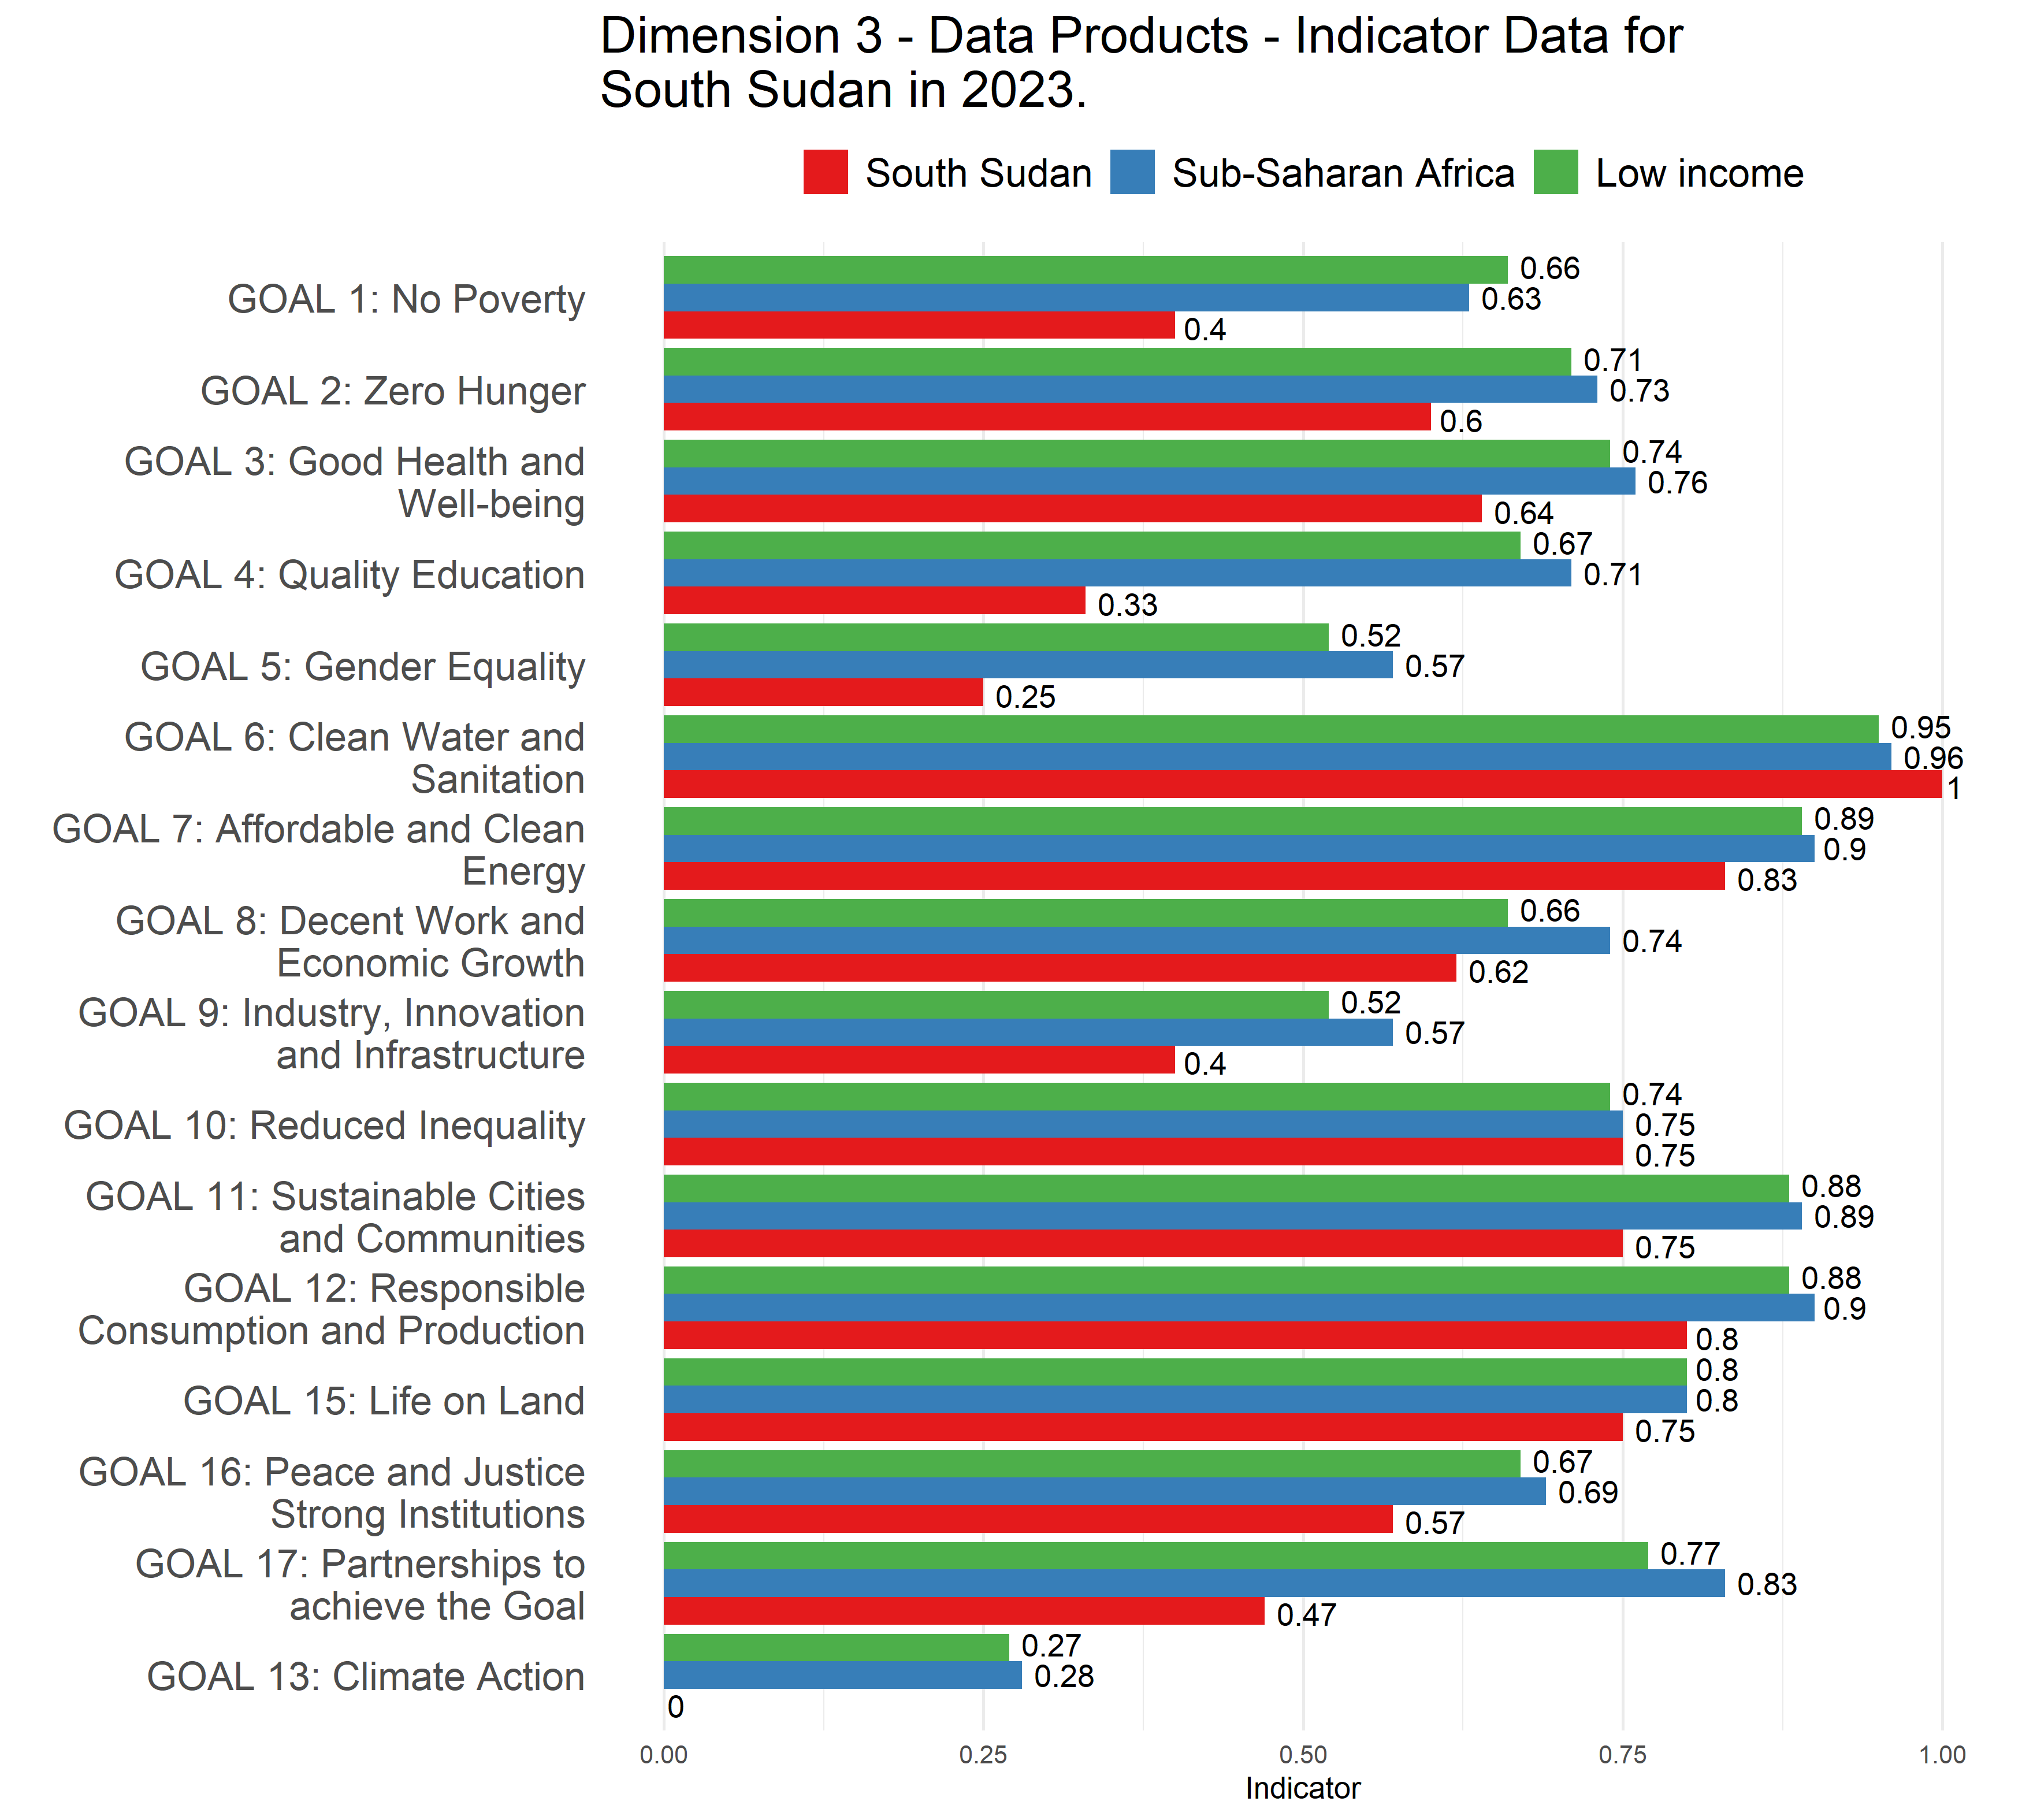 Dimension 3 - Data Products - Indicator Data for
South Sudan in 2023.
South Sudan
Sub-Saharan Africa
Low income
GOAL 1: No Poverty
0.66
0.63
0.4
GOAL 2: Zero Hunger
0.71
0.73
0.6
GOAL 3: Good Health and
Well-being
0.74
0.76
0.64
GOAL 4: Quality Education
0.67
0.71
0.33
GOAL 5: Gender Equality
0.52
0.57
0.25
GOAL 6: Clean Water and
Sanitation
0.95
0.96
1
GOAL 7: Affordable and Clean
Energy
0.89
0.9
0.83
GOAL 8: Decent Work and
Economic Growth
0.66
0.74
0.62
GOAL 9: Industry, Innovation
and Infrastructure
0.52
0.57
0.4
GOAL 10: Reduced Inequality
0.74
0.75
0.75
GOAL 11: Sustainable Cities
and Communities
0.88
0.89
0.75
GOAL 12: Responsible
Consumption and Production
0.88
0.9
0.8
GOAL 15: Life on Land
0.8
0.8
0.75
GOAL 16: Peace and Justice
Strong Institutions
0.67
0.69
0.57
GOAL 17: Partnerships to
achieve the Goal
0.77
0.83
0.47
GOAL 13: Climate Action
0.27
0.28
0
0.00
0.25
0.50
0.75
1.00
Indicator